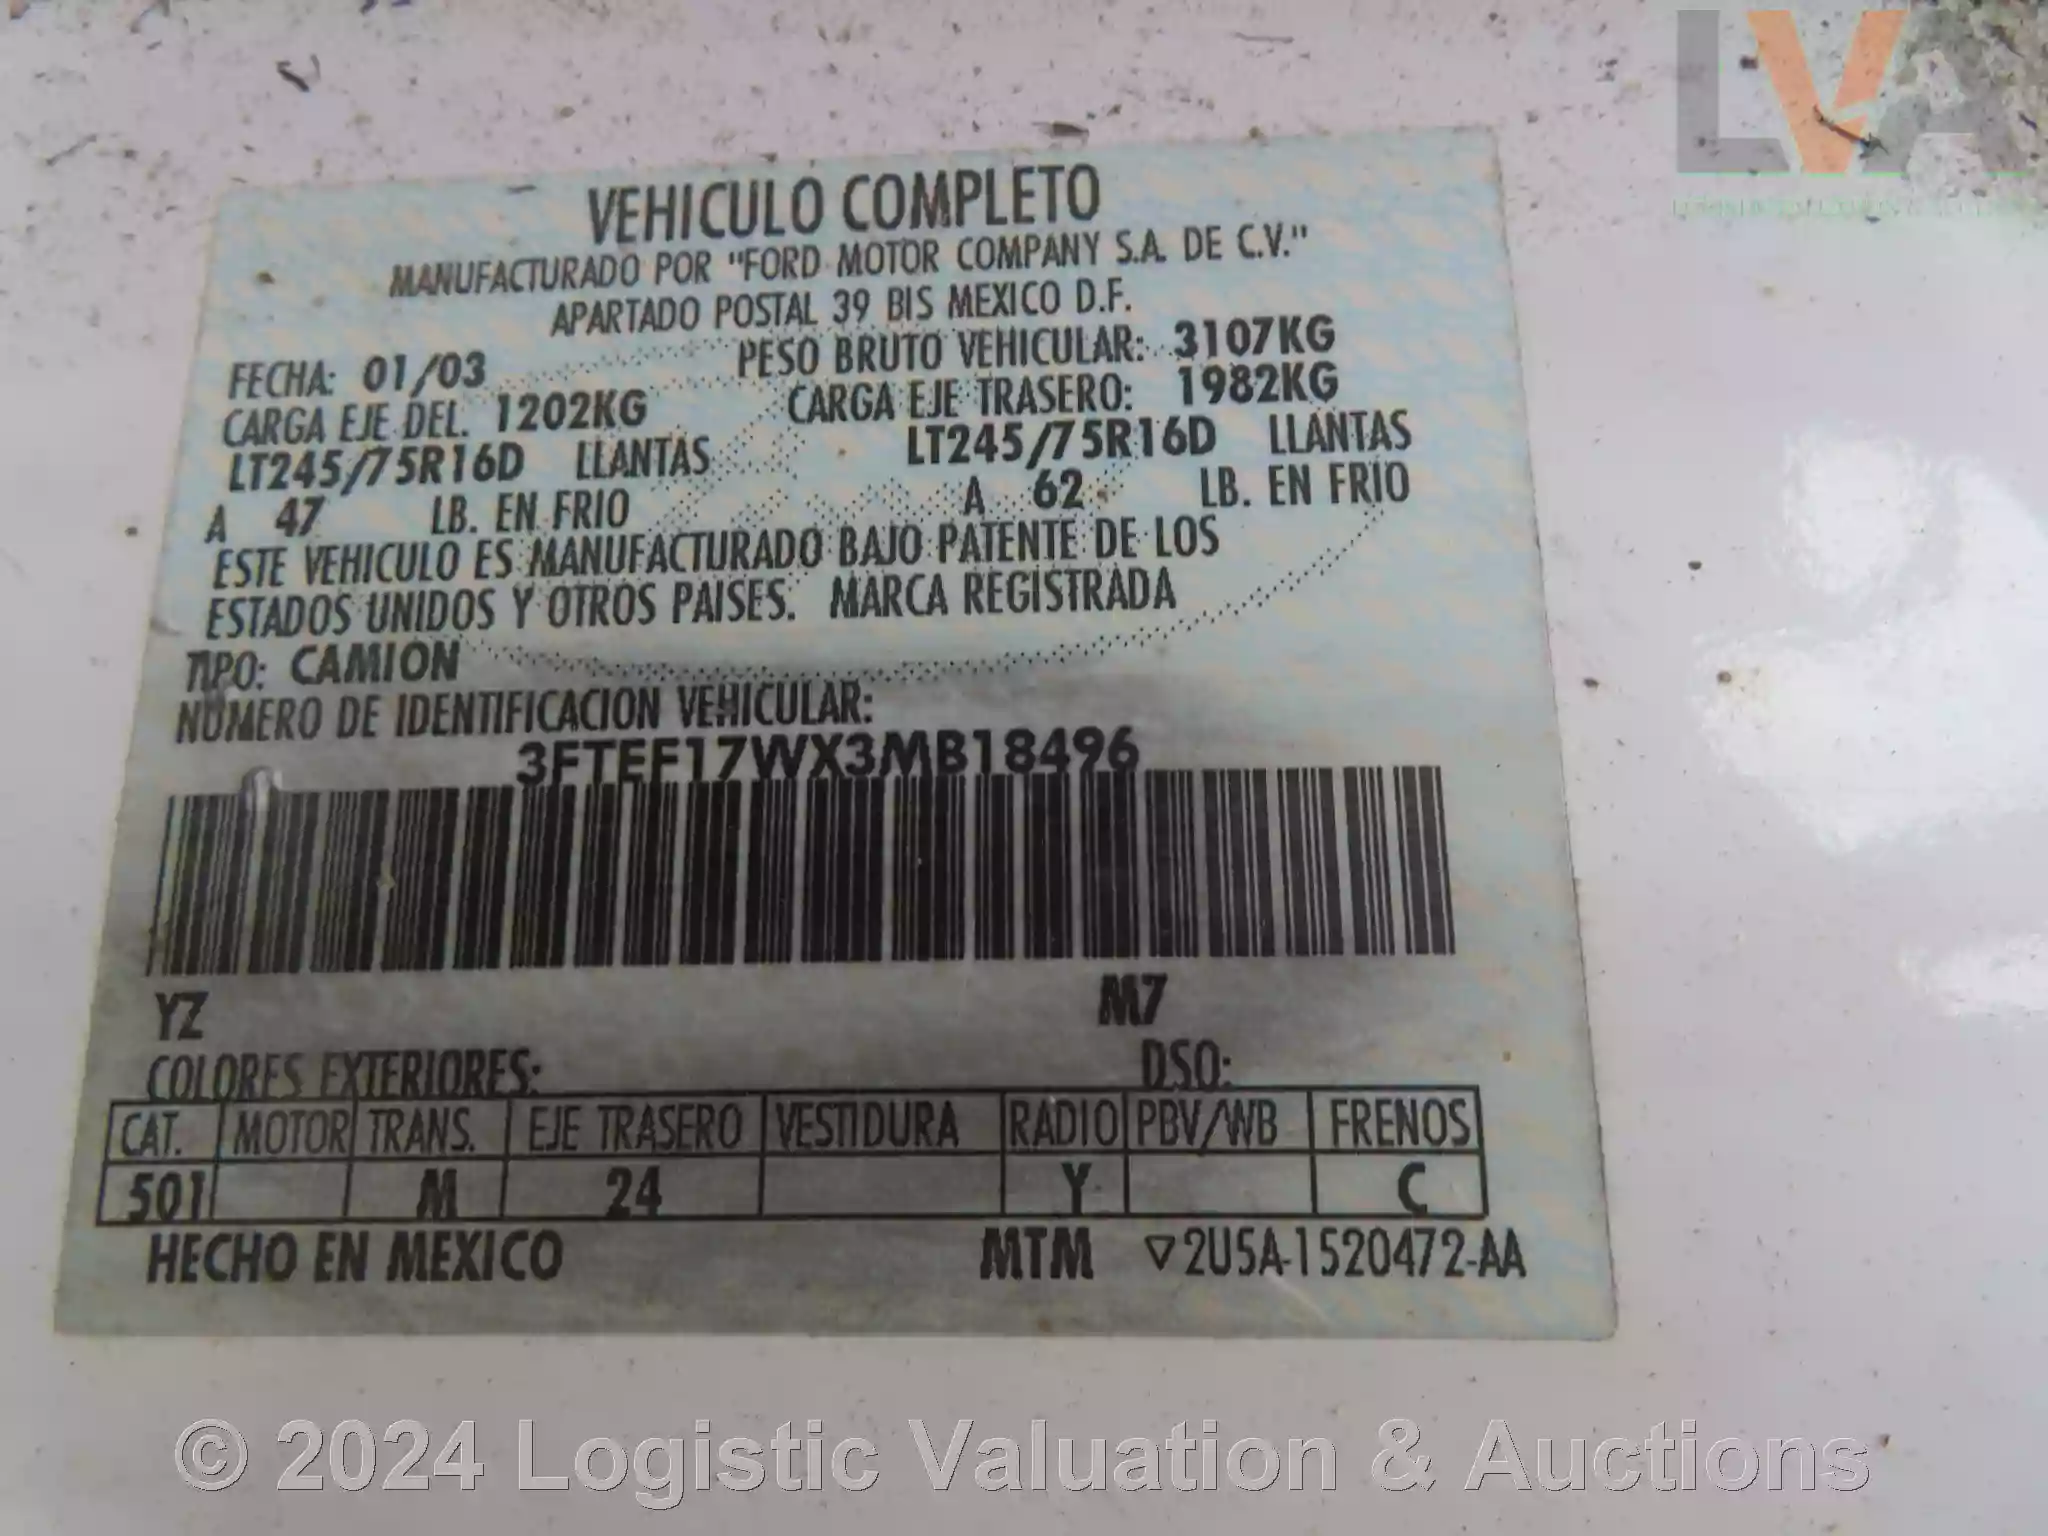 LVA
VEHICULO COMPLETO
MANUFACTURADO POR "FORD MOTOR COMPANY S.A. DE C.V."
APARTADO POSTAL 39 BIS MEXICO D.F.
FECHA: 01/03 PESO BRUTO VEHICULAR: 3107KG
CARGA EJE DEL. 1202KG CARGA EJE TRASERO: 1982KG
LT245/75R16D LLANTAS LT245/75R16D LLANTAS
A 47 LB. EN FRIO A 62 LB. EN FRIO
ESTE VEHICULO ES MANUFACTURADO BAJO PATENTE DE LOS
ESTADOS UNIDOS Y OTROS PAISES. MARCA REGISTRADA
TIPO: CAMION
NUMERO DE IDENTIFICACION VEHICULAR:
3FTEF17WX3MB18496
YZ M7
COLORES EXTERIORES: DSO:
CAT. MOTOR TRANS. EJE TRASERO VESTIDURA RADIO PBV/WB FRENOS
501 M 24 Y C
HECHO EN MEXICO MTM ▽2U5A-1520472-AA
© 2024 Logistic Valuation & Auctions